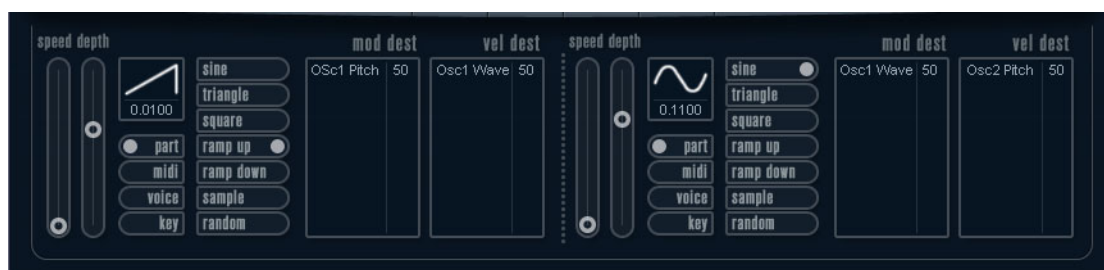 speed depth
mod dest
vel dest
0.0100
part
midi
voice
key
sine
triangle
square
ramp up
ramp down
sample
random
OSc1 Pitch 50
Osc1 Wave 50
speed depth
mod dest
vel dest
0.1100
part
midi
voice
key
sine
triangle
square
ramp up
ramp down
sample
random
Osc1 Wave 50
Osc2 Pitch 50